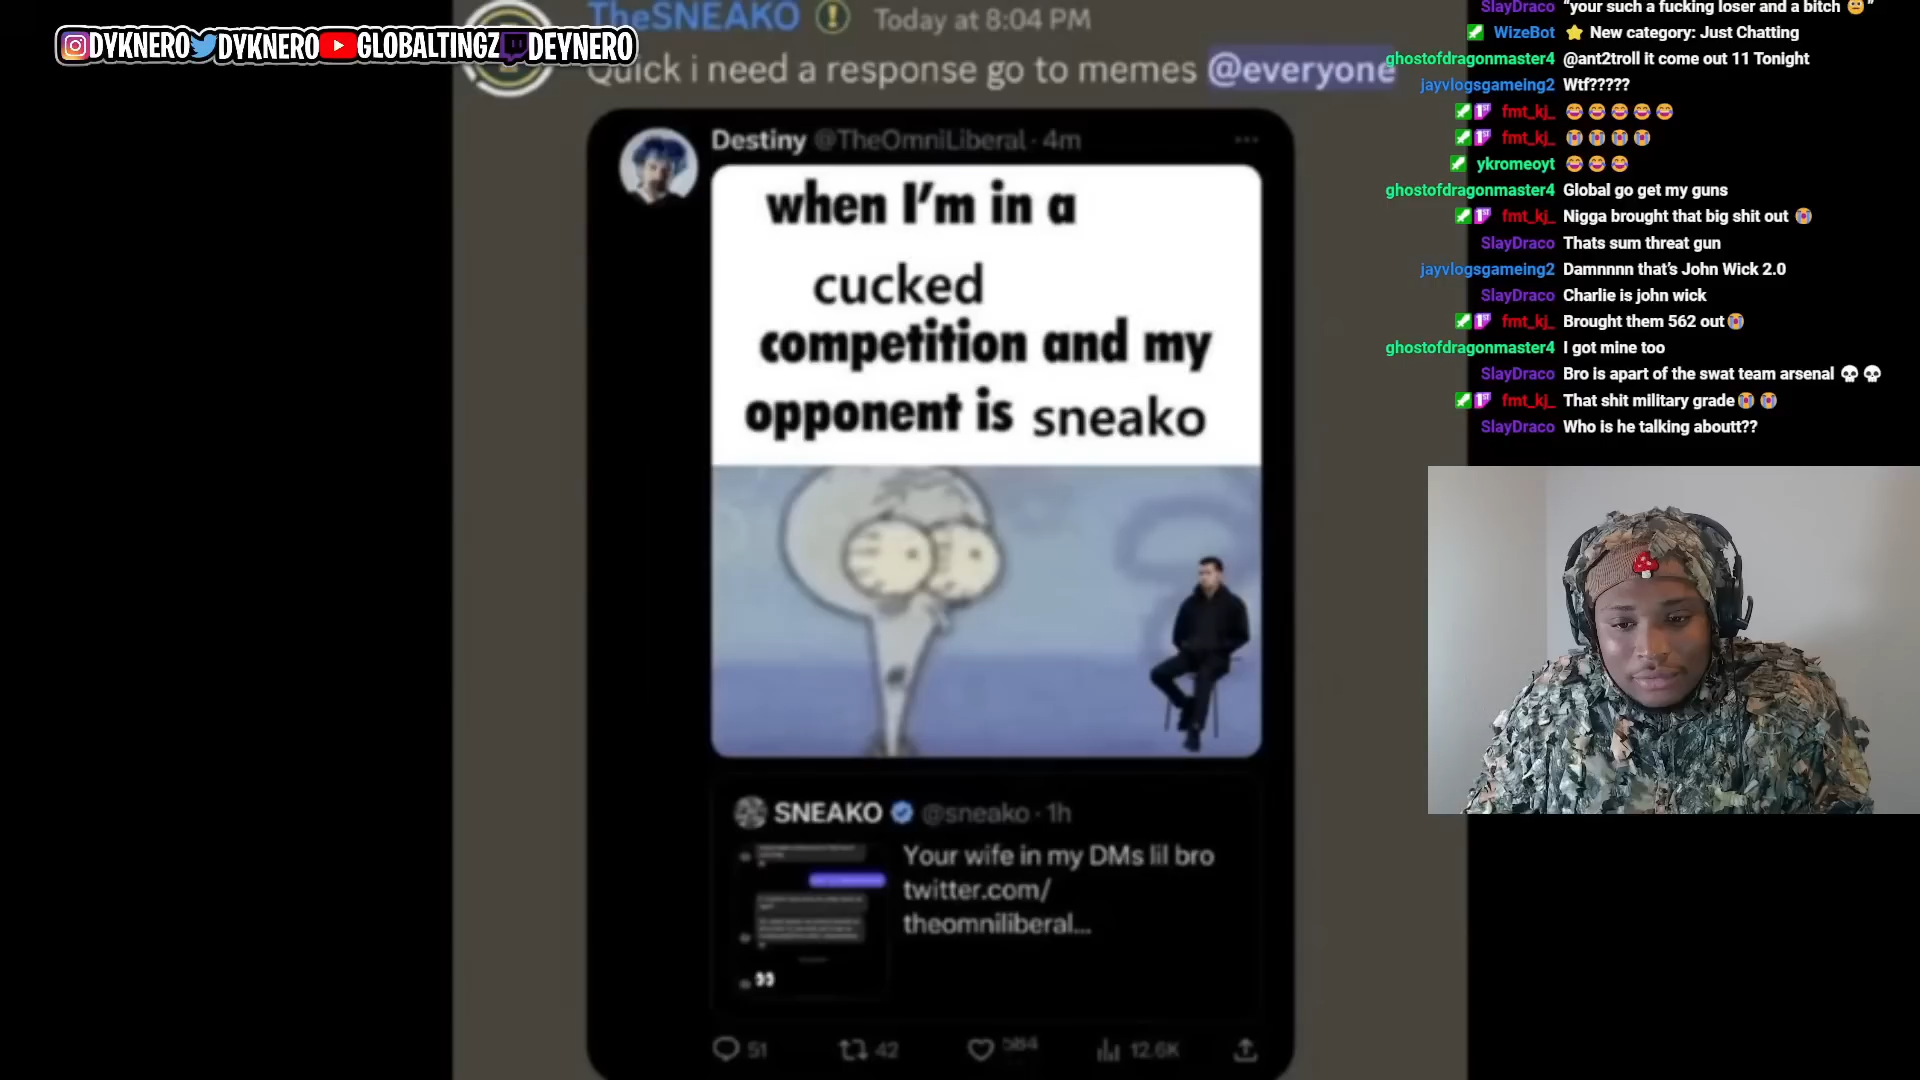 DYKNERO DYKNERO GLOBALTINGZ DEYNERO
TheSNEAKO Today at 8:04 PM
Quick i need a response go to memes @everyone
Destiny @TheOmniLiberal · 4m
when I'm in a
cucked
competition and my
opponent is sneako
SNEAKO @sneako · 1h
Your wife in my DMs lil bro
twitter.com/
theomniliberal...
51 42 584 12.6K
SlayDraco "your such a fucking loser and a bitch 😐"
WizeBot ⭐ New category: Just Chatting
ghostofdragonmaster4 @ant2troll it come out 11 Tonight
jayvlogsgameing2 Wtf?????
fmt_kj_ 😂😂😂😂😂
fmt_kj_ 😭😭😭😭
ykromeoyt 😂😂😂
ghostofdragonmaster4 Global go get my guns
fmt_kj_ Nigga brought that big shit out 😭
SlayDraco Thats sum threat gun
jayvlogsgameing2 Damnnnn that's John Wick 2.0
SlayDraco Charlie is john wick
fmt_kj_ Brought them 562 out😭
ghostofdragonmaster4 I got mine too
SlayDraco Bro is apart of the swat team arsenal 💀💀
fmt_kj_ That shit military grade😭😭
SlayDraco Who is he talking aboutt??